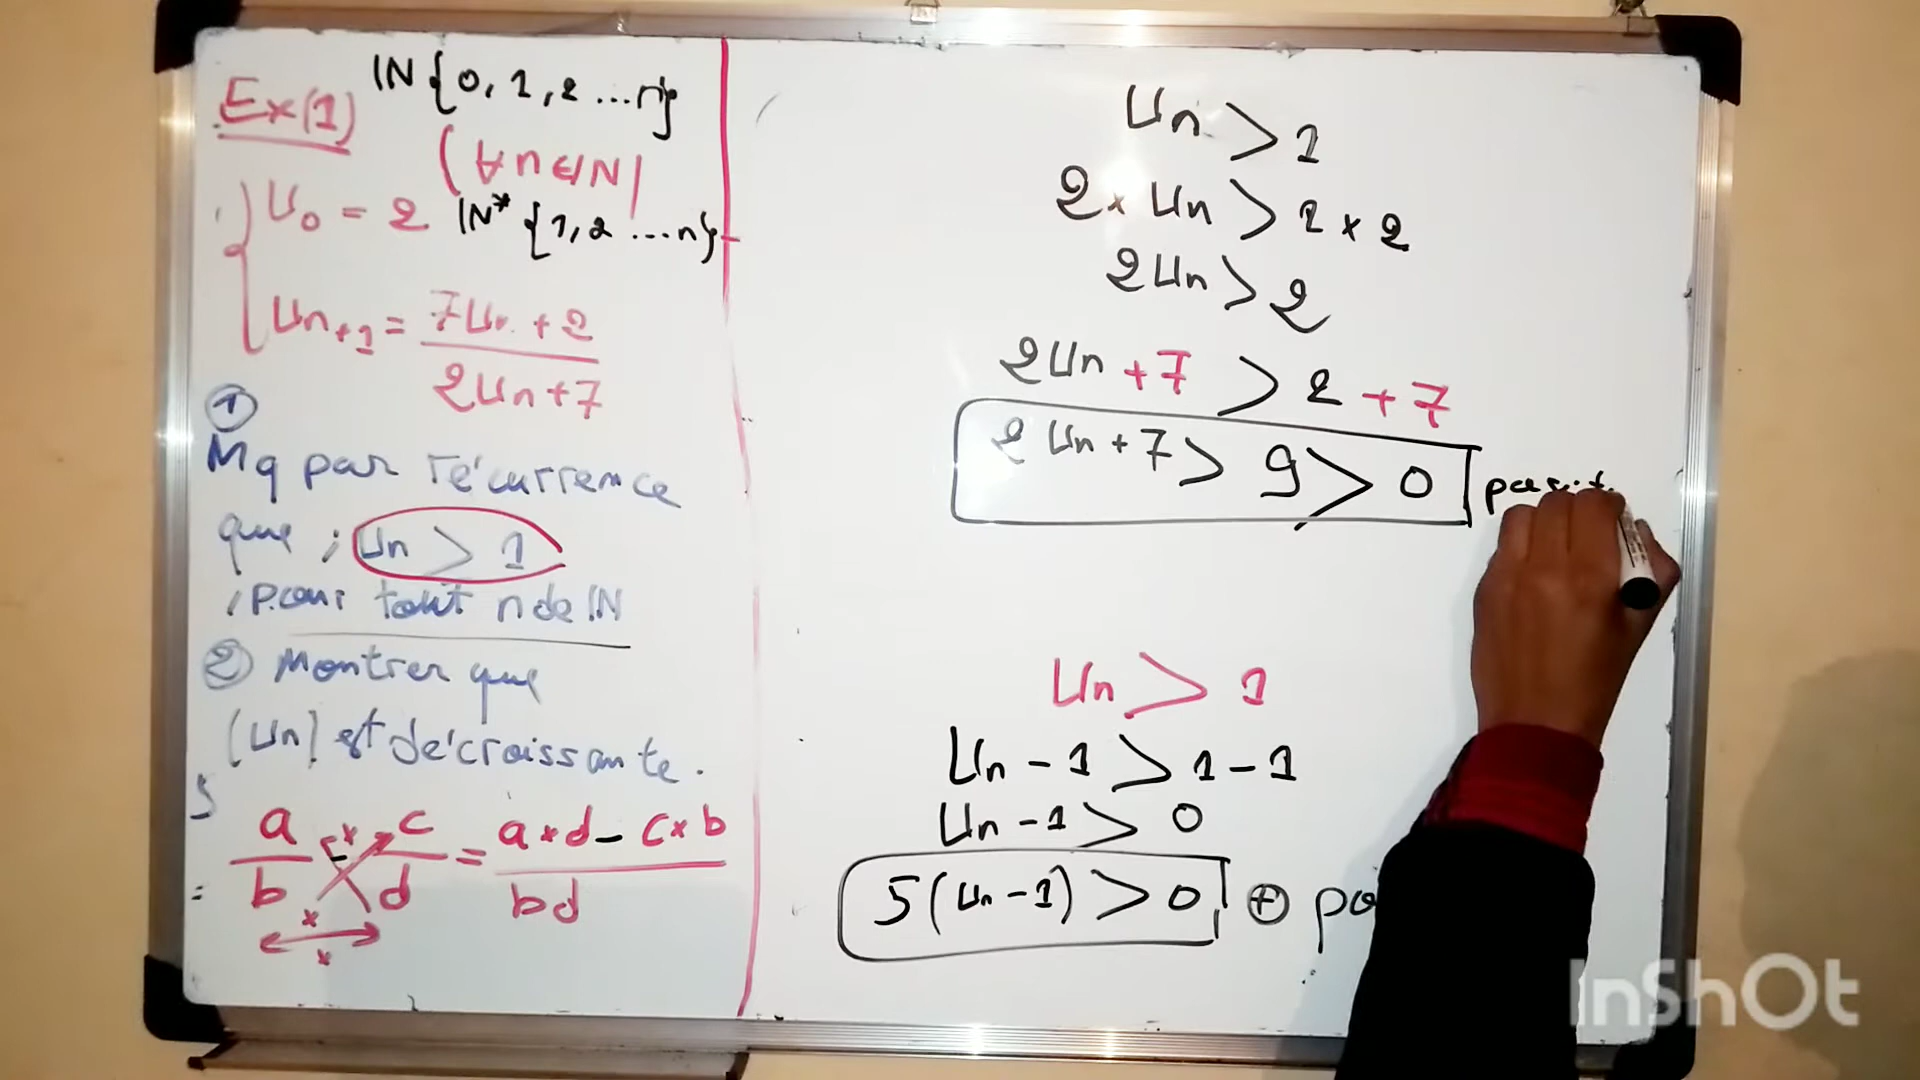 Ex(1) IN{0, 1, 2 ...n}
(∀n∈IN)
U₀ = 2 IN* {1, 2 ...n}
Uₙ₊₁ = (7Uₙ + 2)/(2Uₙ + 7)
①
Mq par récurrence
que ; Uₙ > 1
, pour tout n de IN
② Montrer que
(Uₙ) est décroissante.
a/b - c/d = (a × d - c × b)/bd
Uₙ > 1
2 × Uₙ > 1 × 2
2Uₙ > 2
2Uₙ + 7 > 2 + 7
2Uₙ + 7 > 9 > 0
Uₙ > 1
Uₙ - 1 > 1 - 1
Uₙ - 1 > 0
5(Uₙ - 1) > 0 ⊕
InShOt